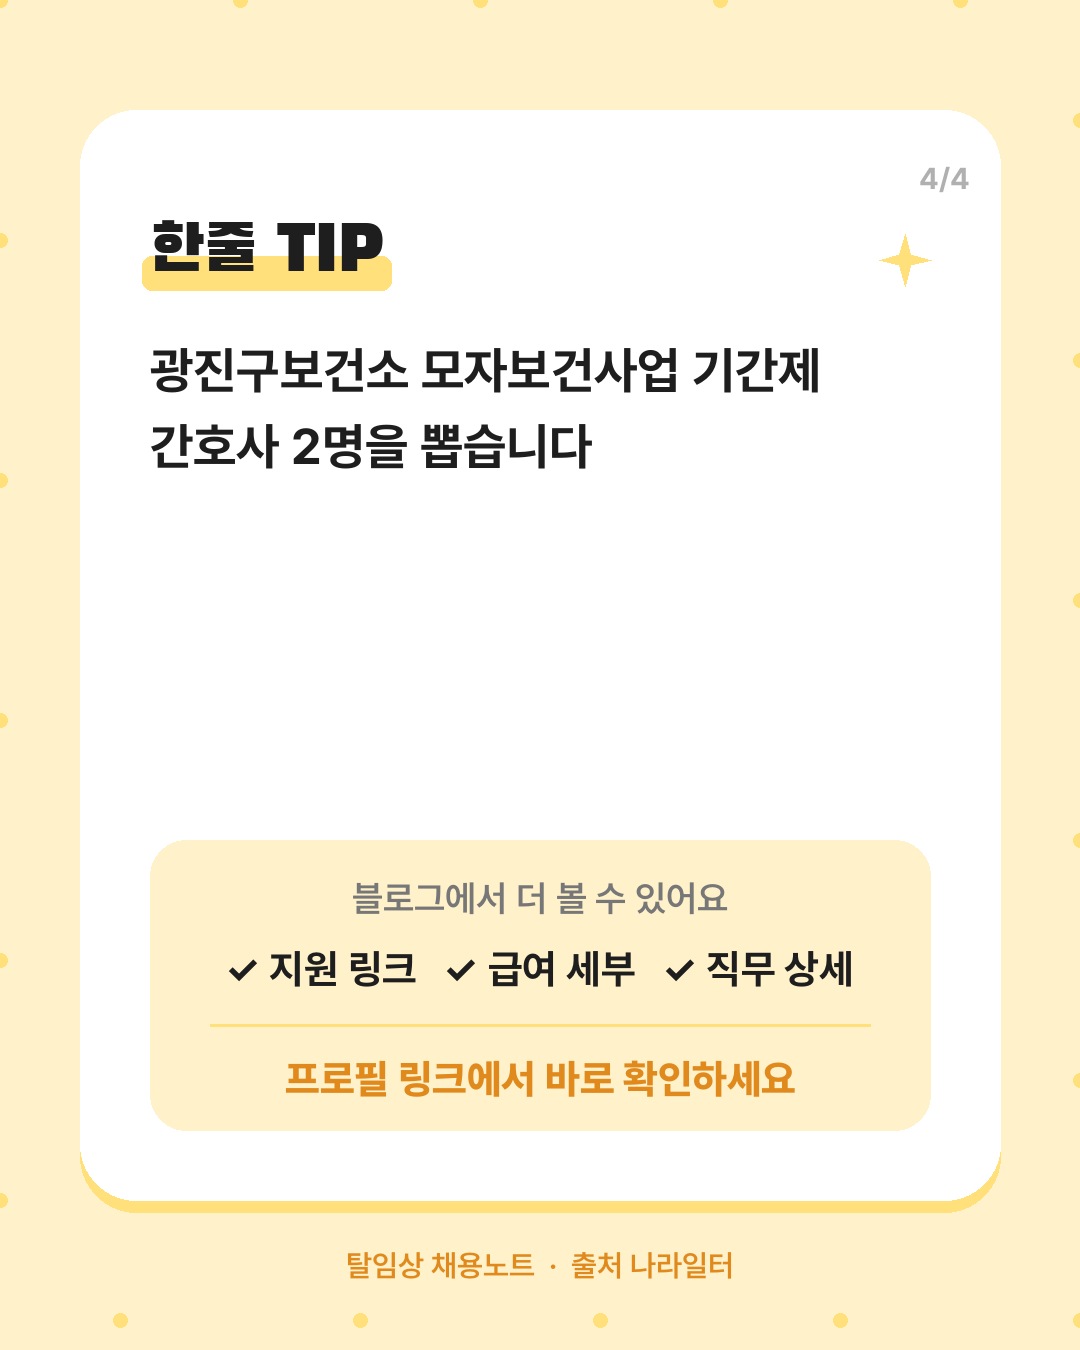 4/4
한줄 TIP
광진구보건소 모자보건사업 기간제
간호사 2명을 뽑습니다
블로그에서 더 볼 수 있어요
✓ 지원 링크 ✓ 급여 세부 ✓ 직무 상세
프로필 링크에서 바로 확인하세요
탈임상 채용노트 · 출처 나라일터